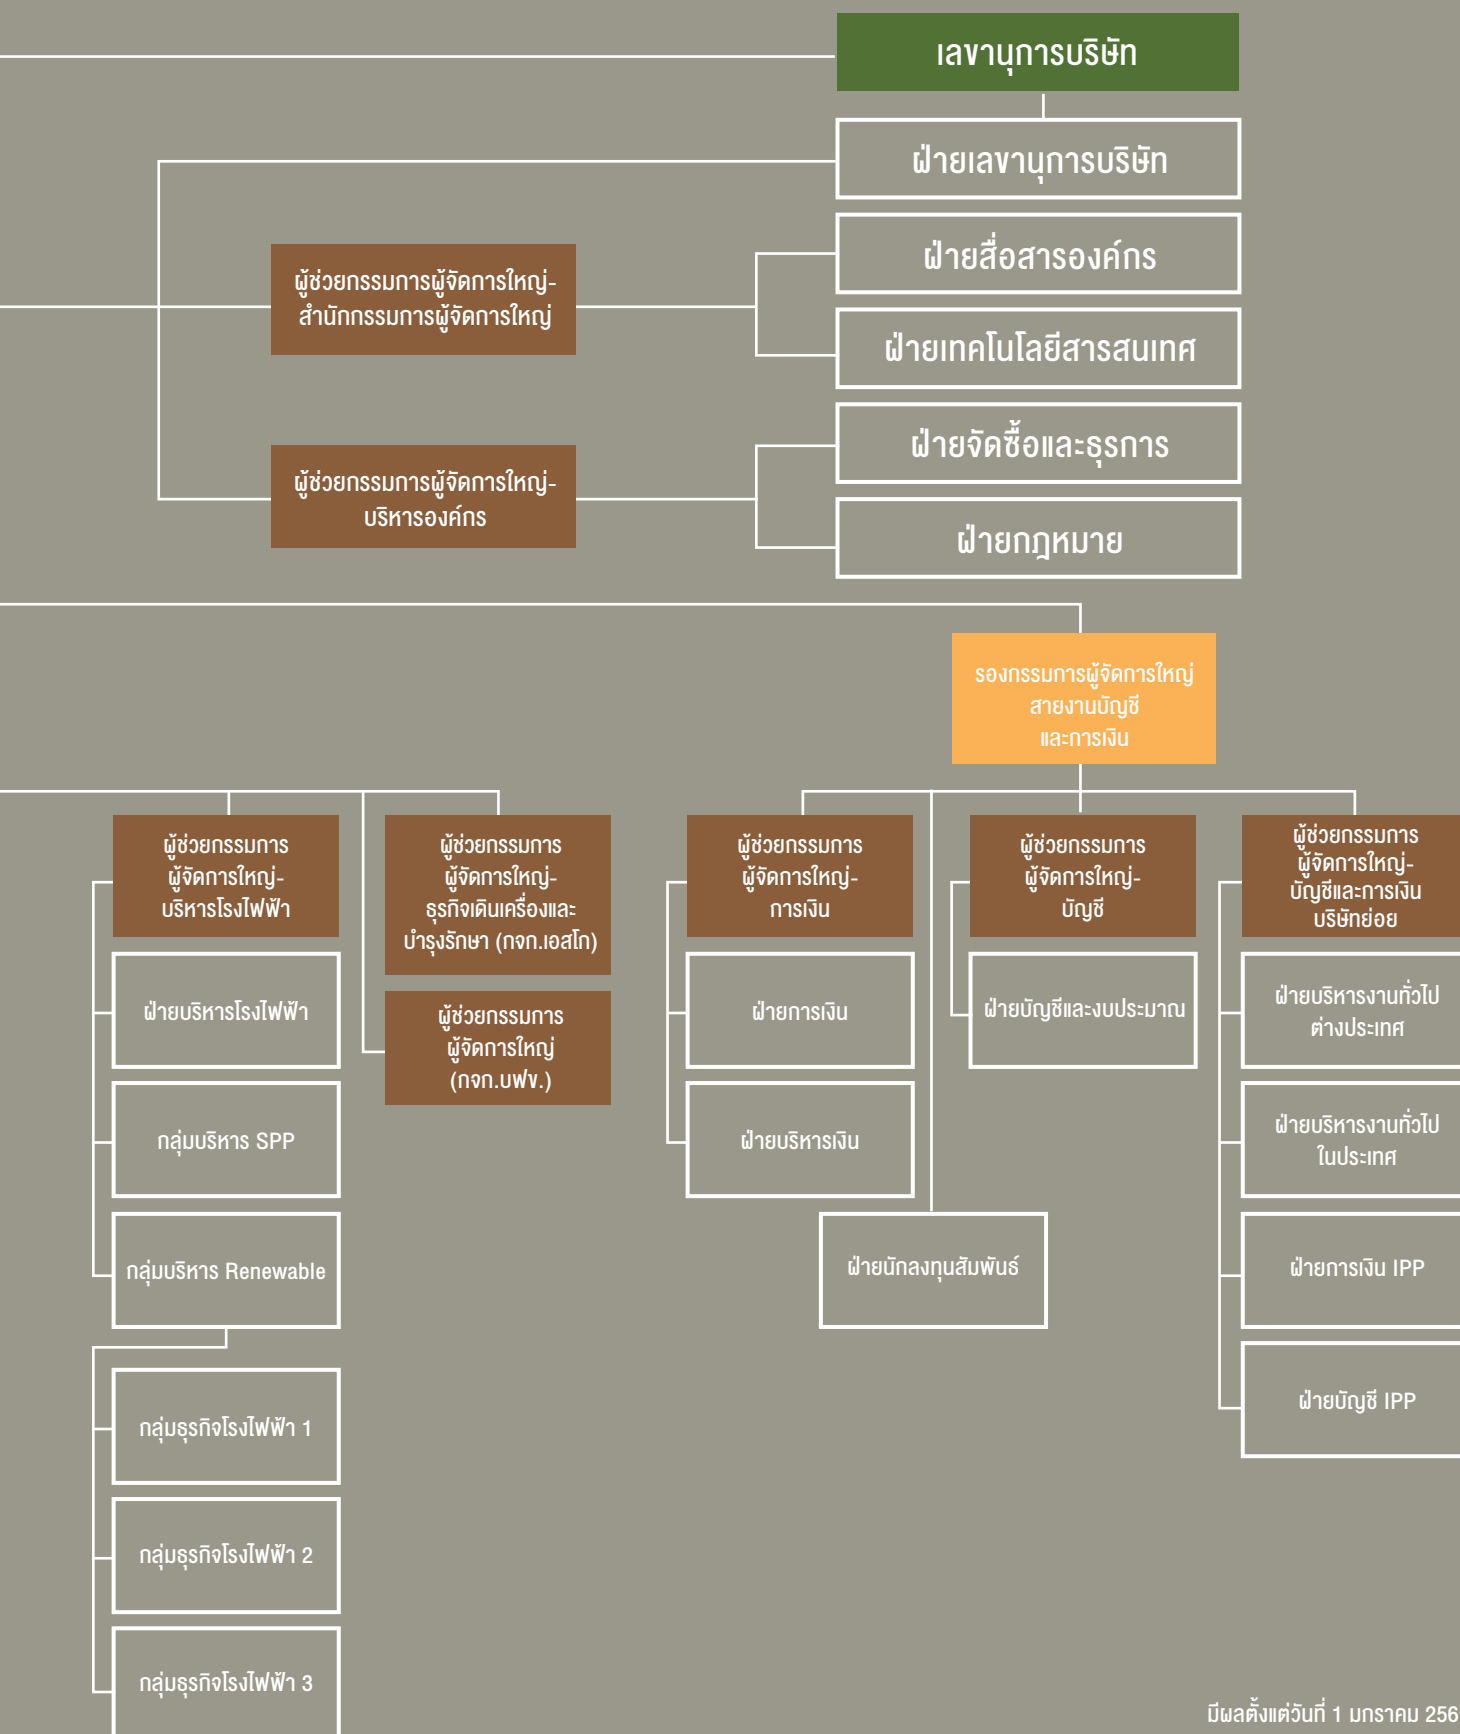 เลขานุการบริษัท
ฝ่ายเลขานุการบริษัท
ฝ่ายสื่อสารองค์กร
ผู้ช่วยกรรมการผู้จัดการใหญ่-
สำนักกรรมการผู้จัดการใหญ่
ฝ่ายเทคโนโลยีสารสนเทศ
ฝ่ายจัดซื้อและธุรการ
ผู้ช่วยกรรมการผู้จัดการใหญ่-
บริหารองค์กร
ฝ่ายกฎหมาย
รองกรรมการผู้จัดการใหญ่
สายงานบัญชี
และการเงิน
ผู้ช่วยกรรมการ
ผู้จัดการใหญ่-
บริหารโรงไฟฟ้า
ผู้ช่วยกรรมการ
ผู้จัดการใหญ่-
ธุรกิจเดินเครื่องและ
บำรุงรักษา (กจก.เอสโก)
ผู้ช่วยกรรมการ
ผู้จัดการใหญ่-
การเงิน
ผู้ช่วยกรรมการ
ผู้จัดการใหญ่-
บัญชี
ผู้ช่วยกรรมการ
ผู้จัดการใหญ่-
บัญชีและการเงิน
บริษัทย่อย
ฝ่ายบริหารโรงไฟฟ้า
ผู้ช่วยกรรมการ
ผู้จัดการใหญ่
(กจก.บฟข.)
ฝ่ายการเงิน
ฝ่ายบัญชีและงบประมาณ
ฝ่ายบริหารงานทั่วไป
ต่างประเทศ
กลุ่มบริหาร SPP
ฝ่ายบริหารเงิน
ฝ่ายบริหารงานทั่วไป
ในประเทศ
กลุ่มบริหาร Renewable
ฝ่ายนักลงทุนสัมพันธ์
ฝ่ายการเงิน IPP
กลุ่มธุรกิจโรงไฟฟ้า 1
ฝ่ายบัญชี IPP
กลุ่มธุรกิจโรงไฟฟ้า 2
กลุ่มธุรกิจโรงไฟฟ้า 3
มีผลตั้งแต่วันที่ 1 มกราคม 256